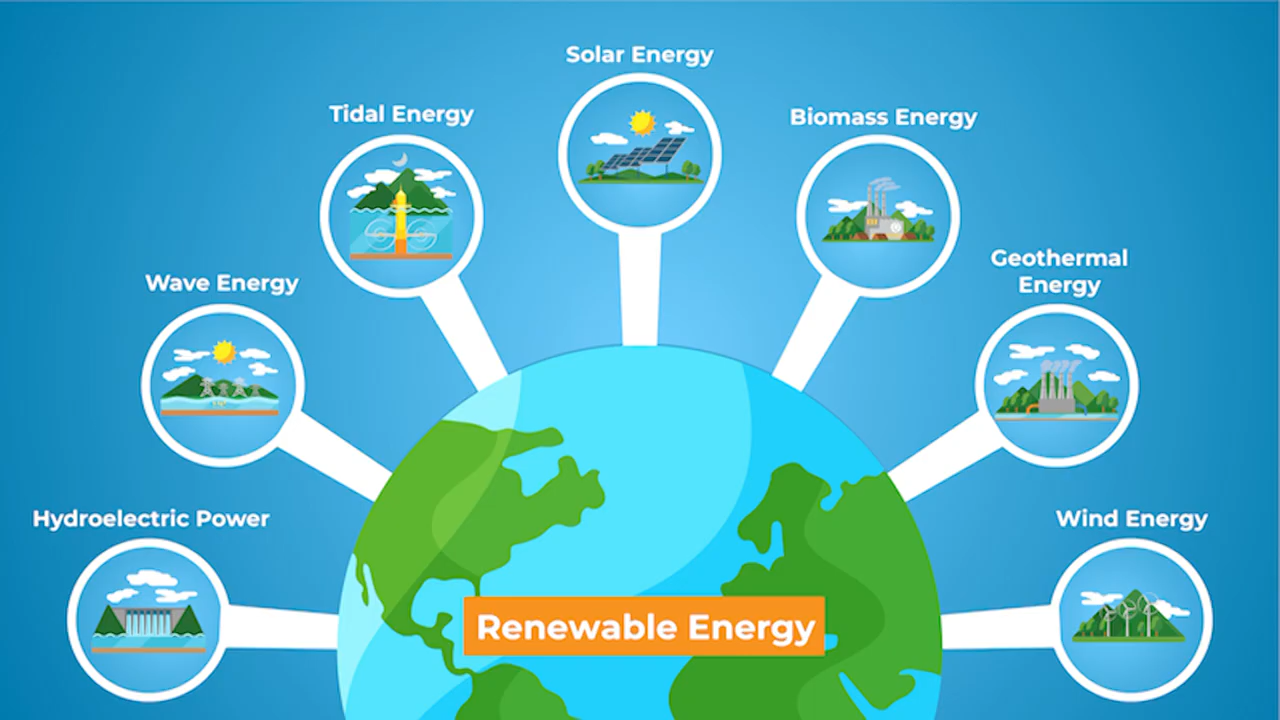 Solar Energy
Tidal Energy
Biomass Energy
Geothermal
Energy
Wave Energy
Hydroelectric Power
Wind Energy
Renewable Energy